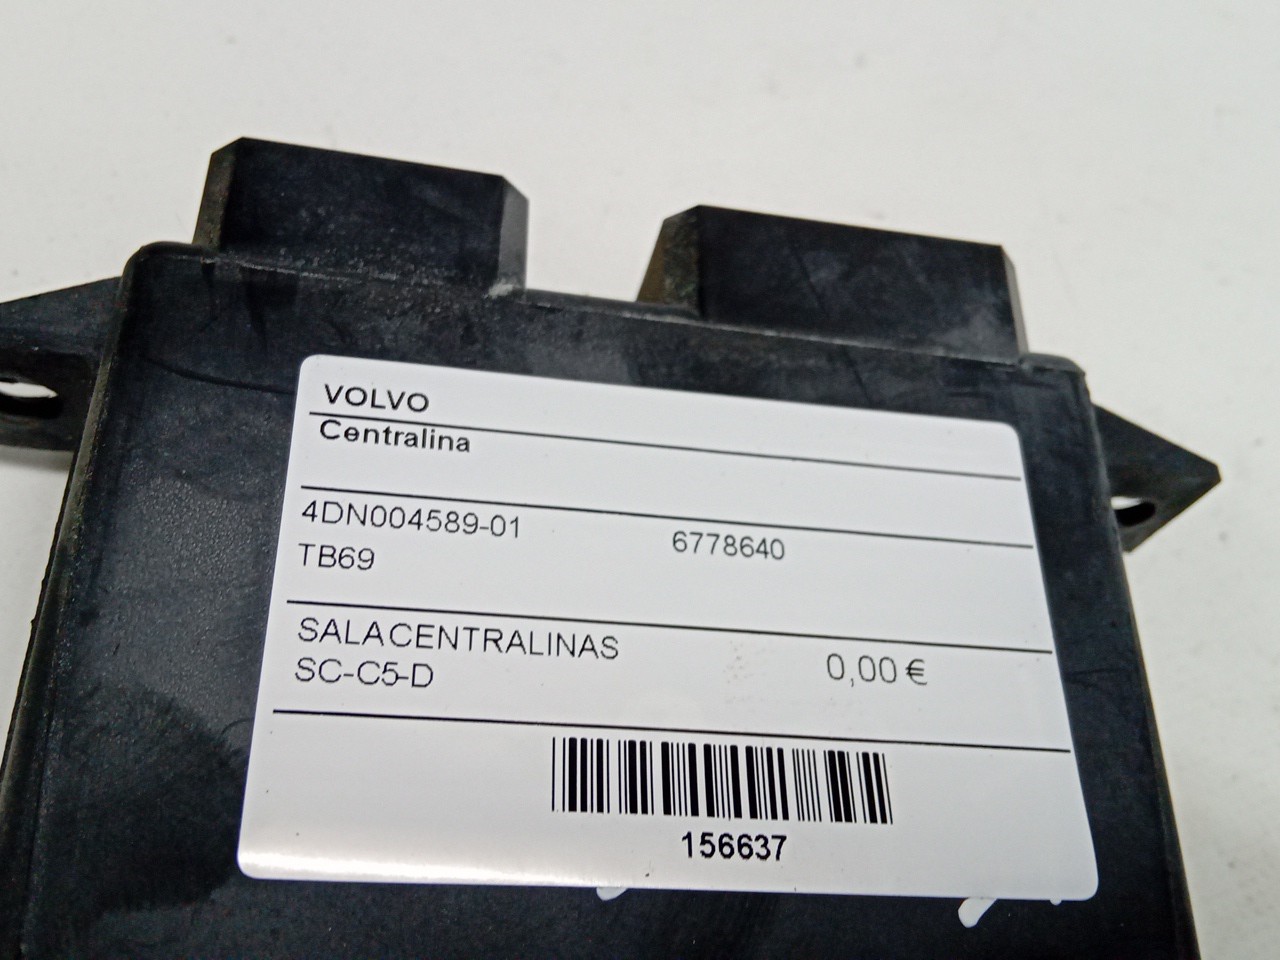 VOLVO
Centralina
4DN004589-01 6778640
TB69
SALACENTRALINAS 0,00 €
SC-C5-D
156637